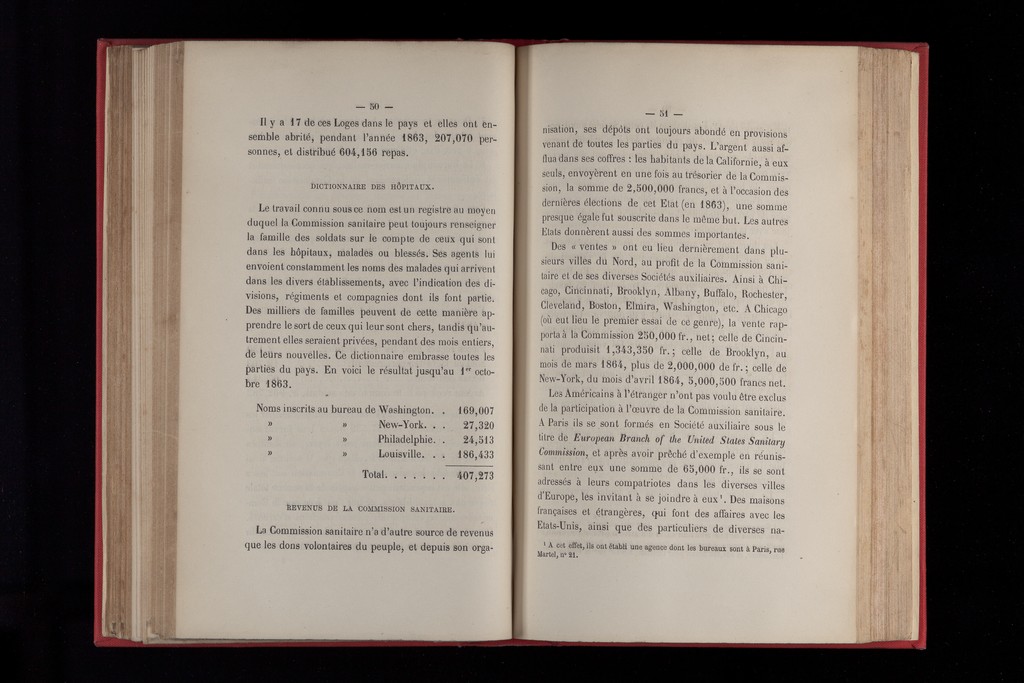 — 50 —
Il y a 17 de ces Loges dans le pays et elles ont en-
semble abrité, pendant l'année 1863, 207,070 per-
sonnes, et distribué 604,156 repas.
DICTIONNAIRE DES HÔPITAUX.
Le travail connu sous ce nom est un registre au moyen
duquel la Commission sanitaire peut toujours renseigner
la famille des soldats sur le compte de ceux qui sont
dans les hôpitaux, malades ou blessés. Ses agents lui
envoient constamment les noms des malades qui arrivent
dans les divers établissements, avec l'indication des di-
visions, régiments et compagnies dont ils font partie.
Des milliers de familles peuvent de cette manière ap-
prendre le sort de ceux qui leur sont chers, tandis qu'au-
trement elles seraient privées, pendant des mois entiers,
de leurs nouvelles. Ce dictionnaire embrasse toutes les
parties du pays. En voici le résultat jusqu'au 1er octo-
bre 1863.
Noms inscrits au bureau de Washington. . 169,007
» » New-York. . . 27,320
» » Philadelphie. . 24,513
» » Louisville. . . 186,433
Total. . . . . . . 407,273
REVENUS DE LA COMMISSION SANITAIRE.
La Commission sanitaire n'a d'autre source de revenus
que les dons volontaires du peuple, et depuis son orga-
— 51 —
nisation, ses dépôts ont toujours abondé en provisions
venant de toutes les parties du pays. L'argent aussi af-
flua dans ses coffres : les habitants de la Californie, à eux
seuls, envoyèrent en une fois au trésorier de la Commis-
sion, la somme de 2,500,000 francs, et à l'occasion des
dernières élections de cet Etat (en 1863), une somme
presque égale fut souscrite dans le même but. Les autres
Etats donnèrent aussi des sommes importantes.
Des « ventes » ont eu lieu dernièrement dans plu-
sieurs villes du Nord, au profit de la Commission sani-
taire et de ses diverses Sociétés auxiliaires. Ainsi à Chi-
cago, Cincinnati, Brooklyn, Albany, Buffalo, Rochester,
Cleveland, Boston, Elmira, Washington, etc. A Chicago
(où eut lieu le premier essai de ce genre), la vente rap-
porta à la Commission 250,000 fr., net; celle de Cincin-
nati produisit 1,343,350 fr.; celle de Brooklyn, au
mois de mars 1864, plus de 2,000,000 de fr.; celle de
New-York, du mois d'avril 1864, 5,000,500 francs net.
Les Américains à l'étranger n'ont pas voulu être exclus
de la participation à l'œuvre de la Commission sanitaire.
A Paris ils se sont formés en Société auxiliaire sous le
titre de European Branch of the United States Sanitary
Commission, et après avoir prêché d'exemple en réunis-
sant entre eux une somme de 65,000 fr., ils se sont
adressés à leurs compatriotes dans les diverses villes
d'Europe, les invitant à se joindre à eux¹. Des maisons
françaises et étrangères, qui font des affaires avec les
Etats-Unis, ainsi que des particuliers de diverses na-
¹ A cet effet, ils ont établi une agence dont les bureaux sont à Paris, rue
Martel, n° 21.